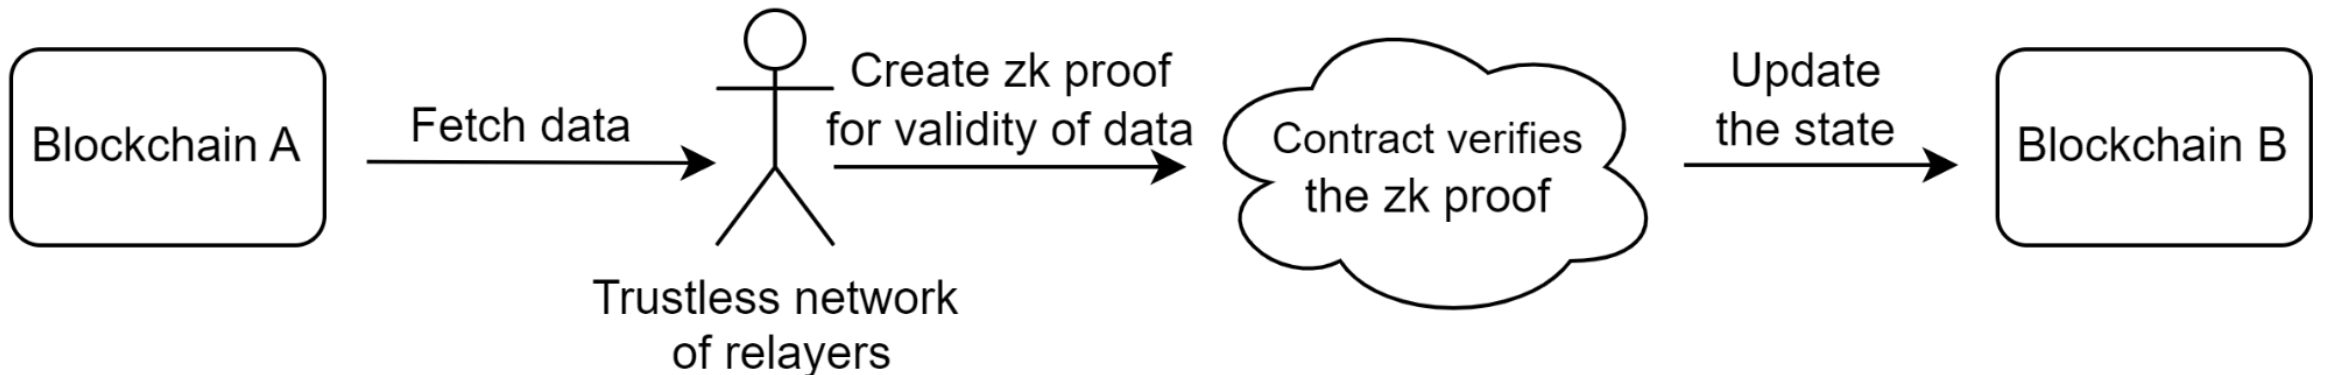 Blockchain A
Fetch data
Trustless network
of relayers
Create zk proof
for validity of data
Contract verifies
the zk proof
Update
the state
Blockchain B